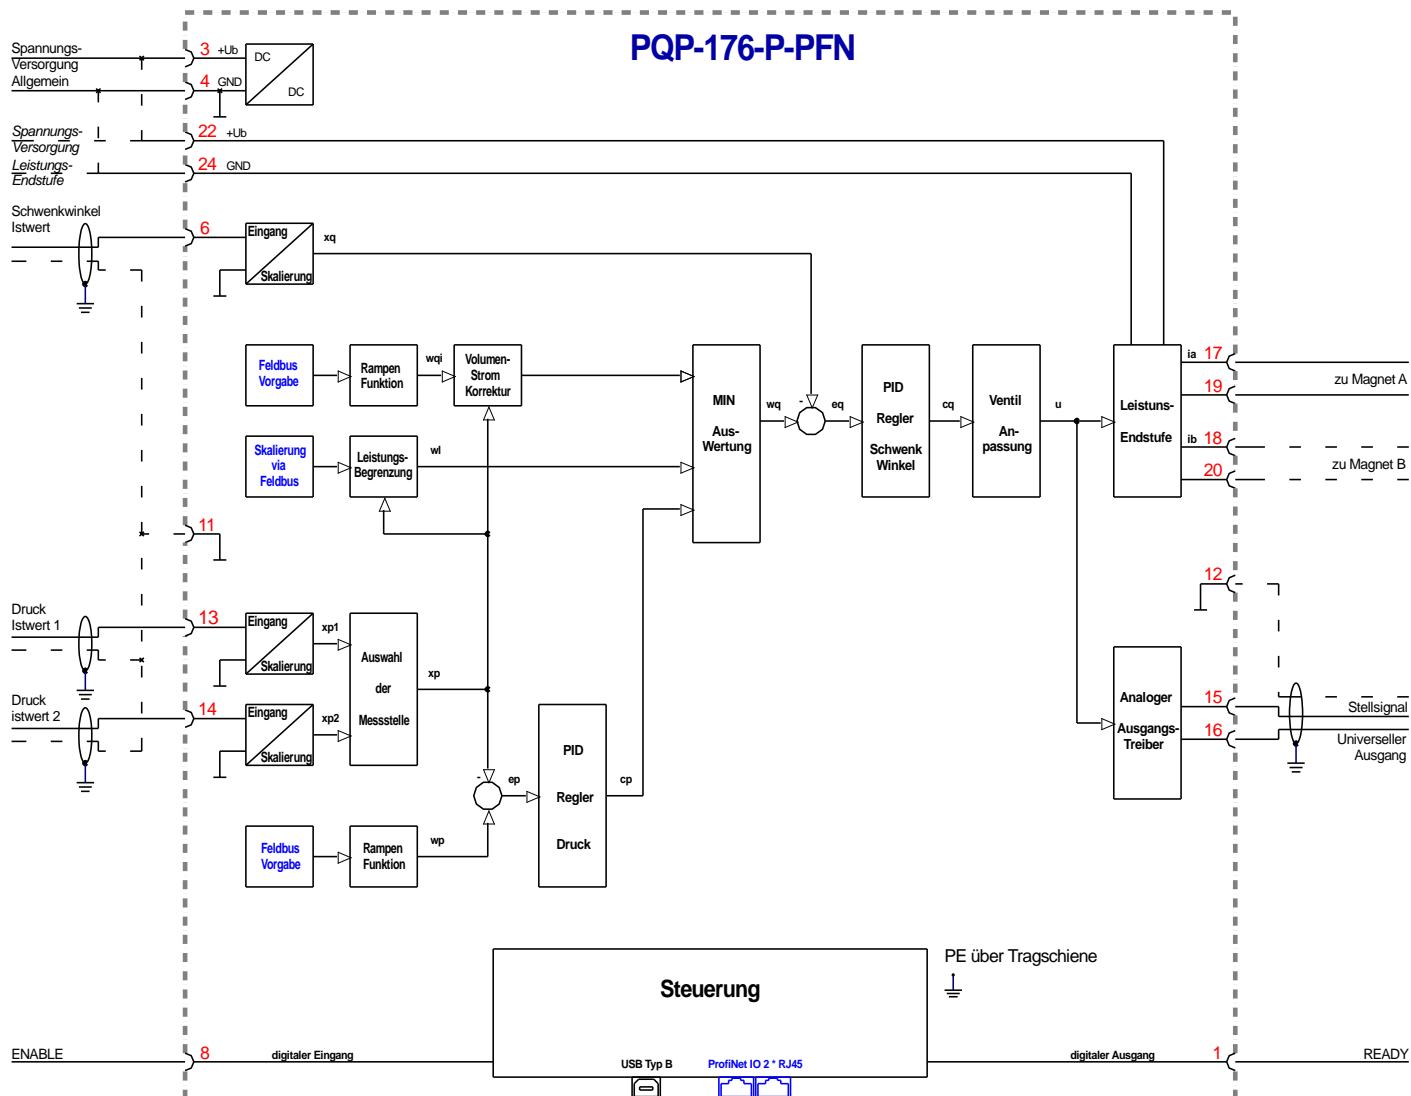 PQP-176-P-PFN
Spannungs-
Versorgung
Allgemein
3 +Ub
4 GND
DC
DC
Spannungs-
Versorgung
Leistungs-
Endstufe
22 +Ub
24 GND
Schwenkwinkel
Istwert
6
Eingang
Skalierung
xq
Feldbus
Vorgabe
Rampen
Funktion
wqi
Volumen-
Strom
Korrektur
Skalierung
via
Feldbus
Leistungs-
Begrenzung
wl
MIN
Aus-
Wertung
wq
-
eq
PID
Regler
Schwenk
Winkel
cq
Ventil
An-
passung
u
Leistuns-
Endstufe
ia 17
19
zu Magnet A
ib 18
20
zu Magnet B
11
12
Druck
Istwert 1
13
Eingang
Skalierung
xp1
Druck
istwert 2
14
Eingang
Skalierung
xp2
Auswahl
der
Messstelle
xp
-
ep
PID
Regler
Druck
cp
Feldbus
Vorgabe
Rampen
Funktion
wp
Analoger
Ausgangs-
Treiber
15
16
Stellsignal
Universeller
Ausgang
PE über Tragschiene
Steuerung
ENABLE
8
digitaler Eingang
USB Typ B
ProfiNet IO 2 * RJ45
digitaler Ausgang
1
READY